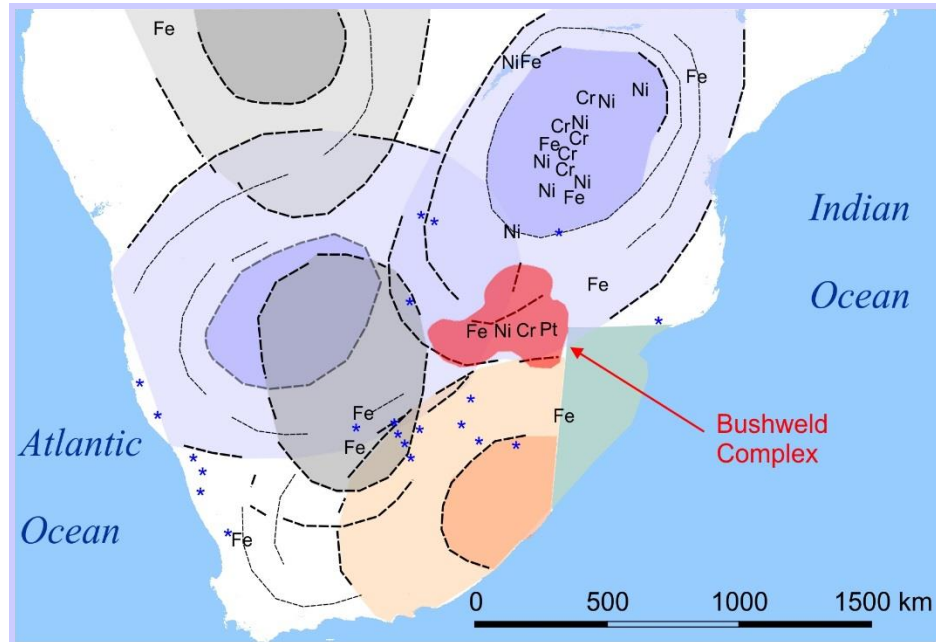 Fe
NiFe
Fe
Ni
Cr
Ni
Ni
Cr
Cr
Fe
Cr
Ni
Cr
Ni
Ni
Fe
Indian
Ocean
Ni
Fe
Fe Ni Cr Pt
Fe
Fe
Fe
Bushweld
Complex
Atlantic
Ocean
Fe
0 500 1000 1500 km